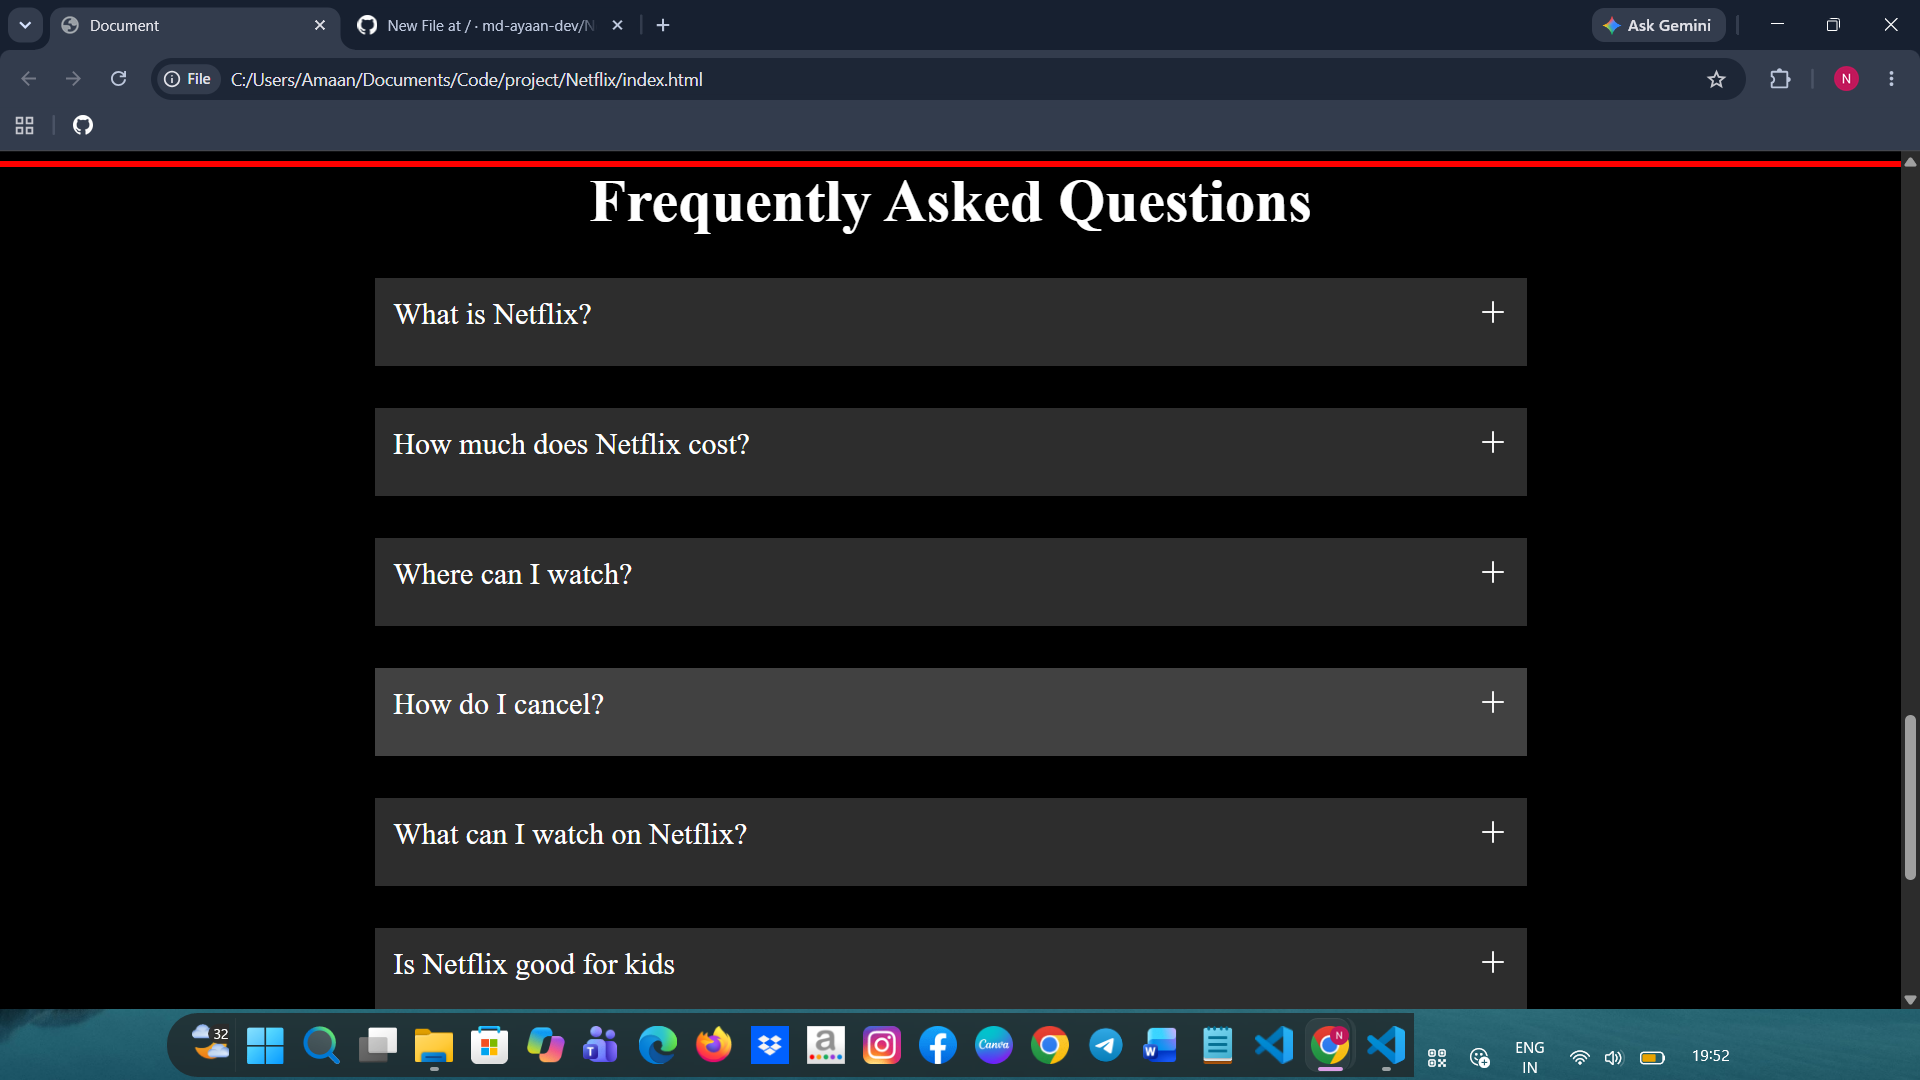 Document
New File at / · md-ayaan-dev/N
Ask Gemini
File
C:/Users/Amaan/Documents/Code/project/Netflix/index.html
N
Frequently Asked Questions
What is Netflix?
How much does Netflix cost?
Where can I watch?
How do I cancel?
What can I watch on Netflix?
Is Netflix good for kids
32
T
a
Canva
W
N
ENG
IN
19:52